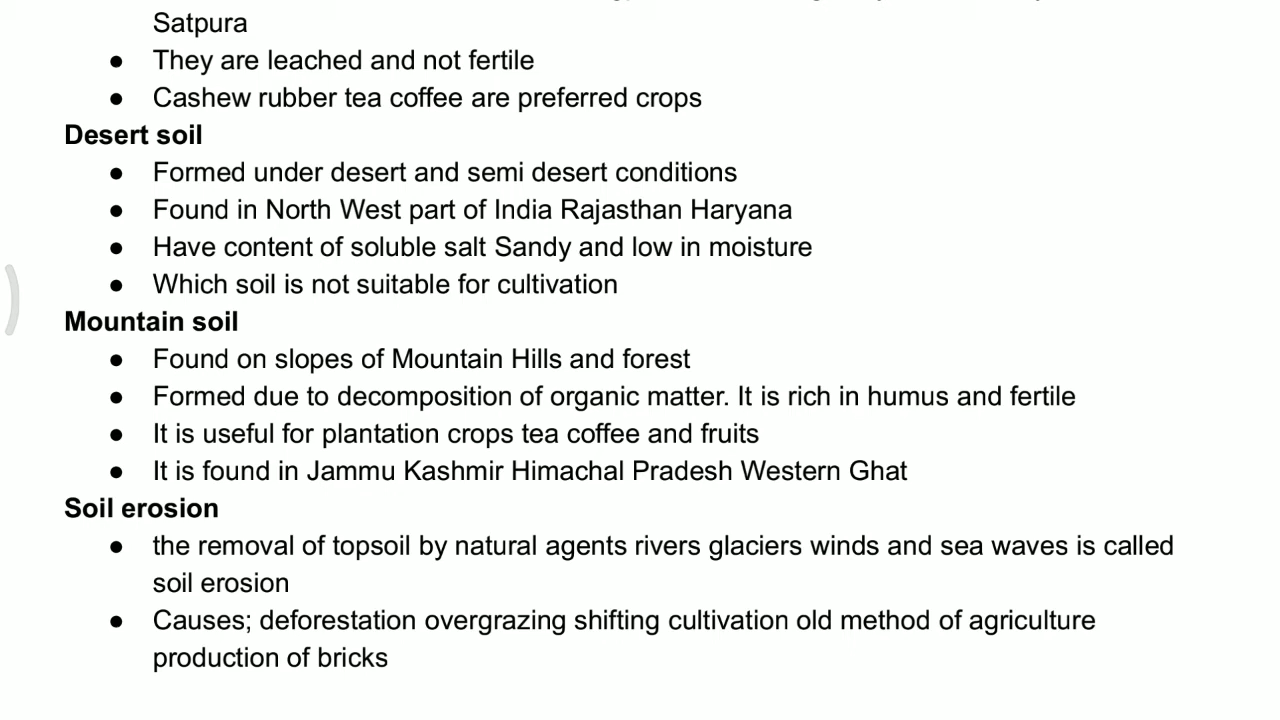 Satpura
● They are leached and not fertile
● Cashew rubber tea coffee are preferred crops
Desert soil
● Formed under desert and semi desert conditions
● Found in North West part of India Rajasthan Haryana
● Have content of soluble salt Sandy and low in moisture
● Which soil is not suitable for cultivation
Mountain soil
● Found on slopes of Mountain Hills and forest
● Formed due to decomposition of organic matter. It is rich in humus and fertile
● It is useful for plantation crops tea coffee and fruits
● It is found in Jammu Kashmir Himachal Pradesh Western Ghat
Soil erosion
● the removal of topsoil by natural agents rivers glaciers winds and sea waves is called
soil erosion
● Causes; deforestation overgrazing shifting cultivation old method of agriculture
production of bricks